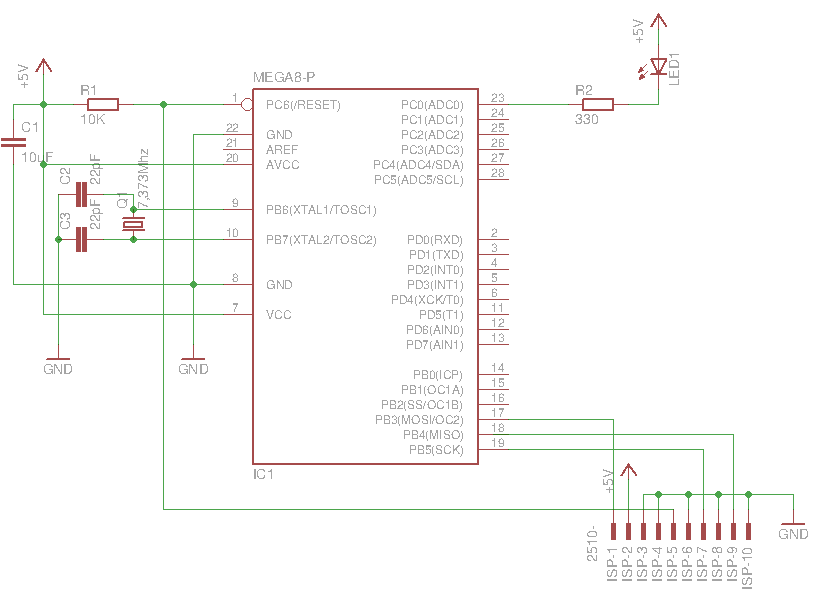 +5V
+5V
LED1
MEGA8-P
R1
10K
R2
330
C1
10uF
C2
22pF
C3
22pF
Q1
7,373Mhz
1 PC6(/RESET)
22 GND
21 AREF
20 AVCC
9 PB6(XTAL1/TOSC1)
10 PB7(XTAL2/TOSC2)
8 GND
7 VCC
PC0(ADC0) 23
PC1(ADC1) 24
PC2(ADC2) 25
PC3(ADC3) 26
PC4(ADC4/SDA) 27
PC5(ADC5/SCL) 28
PD0(RXD) 2
PD1(TXD) 3
PD2(INT0) 4
PD3(INT1) 5
PD4(XCK/T0) 6
PD5(T1) 11
PD6(AIN0) 12
PD7(AIN1) 13
PB0(ICP) 14
PB1(OC1A) 15
PB2(SS/OC1B) 16
PB3(MOSI/OC2) 17
PB4(MISO) 18
PB5(SCK) 19
GND
GND
IC1
+5V
GND
2510-
ISP-1
ISP-2
ISP-3
ISP-4
ISP-5
ISP-6
ISP-7
ISP-8
ISP-9
ISP-10